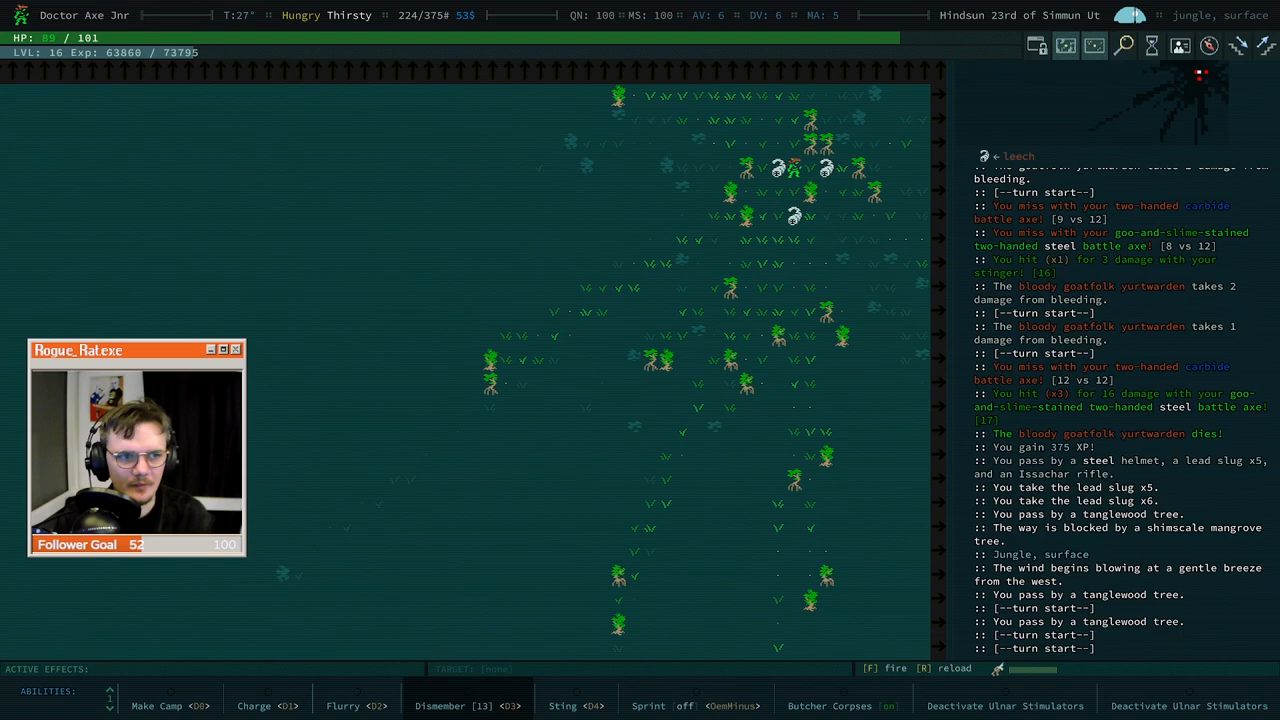 Doctor Axe Jnr T:27° Hungry Thirsty 224/375# 53$ QN: 100 MS: 100 AV: 6 DV: 6 MA: 5 Hindsun 23rd of Simmun Ut jungle, surface
HP: 89 / 101
LVL: 16 Exp: 63860 / 73795
leech
bleeding.
:: [--turn start--]
:: You miss with your two-handed carbide
battle axe! [9 vs 12]
:: You miss with your goo-and-slime-stained
two-handed steel battle axe! [8 vs 12]
:: You hit (x1) for 3 damage with your
stinger! [16]
:: The bloody goatfolk yurtwarden takes 2
damage from bleeding.
:: [--turn start--]
:: The bloody goatfolk yurtwarden takes 1
damage from bleeding.
:: [--turn start--]
:: You miss with your two-handed carbide
battle axe! [12 vs 12]
:: You hit (x3) for 16 damage with your goo-
and-slime-stained two-handed steel battle axe!
[17]
:: The bloody goatfolk yurtwarden dies!
:: You gain 375 XP!
:: You pass by a steel helmet, a lead slug x5,
and an Issachar rifle.
:: You take the lead slug x5.
:: You take the lead slug x6.
:: You pass by a tanglewood tree.
:: The way is blocked by a shimscale mangrove
tree.
:: Jungle, surface
:: The wind begins blowing at a gentle breeze
from the west.
:: You pass by a tanglewood tree.
:: [--turn start--]
:: You pass by a tanglewood tree.
:: [--turn start--]
:: [--turn start--]
Rogue_Rat.exe
Follower Goal 52 100
ACTIVE EFFECTS: TARGET: [none] [F] fire [R] reload
ABILITIES: 1 Make Camp <D0> Charge <D1> Flurry <D2> Dismember [13] <D3> Sting <D4> Sprint [off] <OemMinus> Butcher Corpses [on] Deactivate Ulnar Stimulators Deactivate Ulnar Stimulators